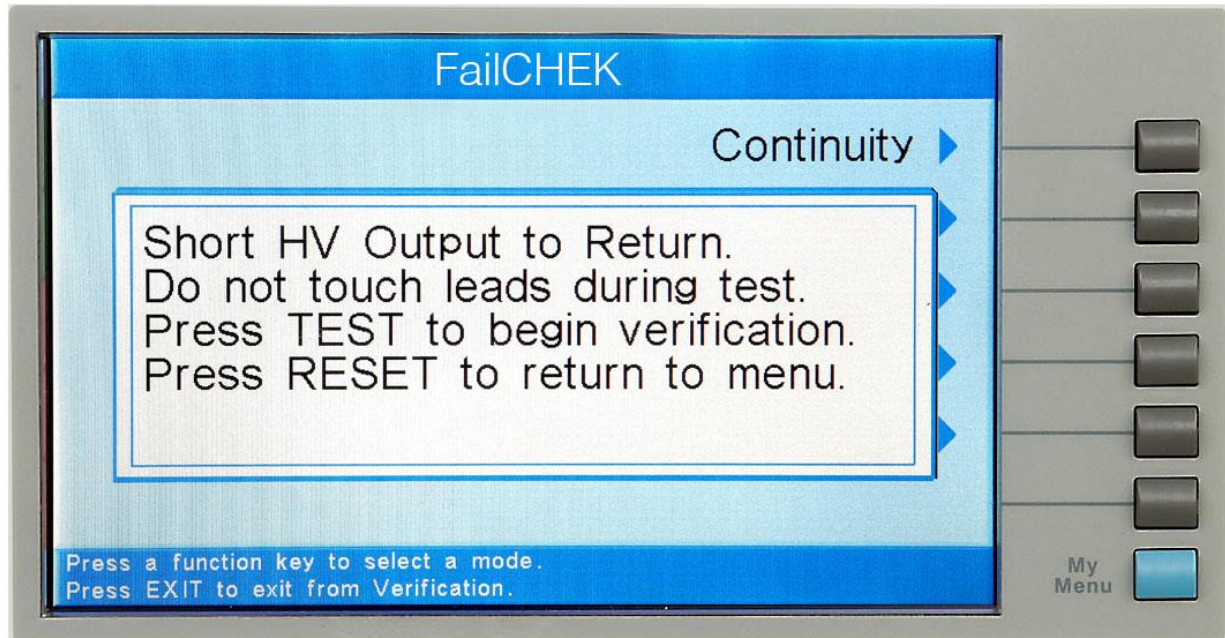 FailCHEK
Continuity
Short HV Output to Return.
Do not touch leads during test.
Press TEST to begin verification.
Press RESET to return to menu.
Press a function key to select a mode.
Press EXIT to exit from Verification.
My
Menu